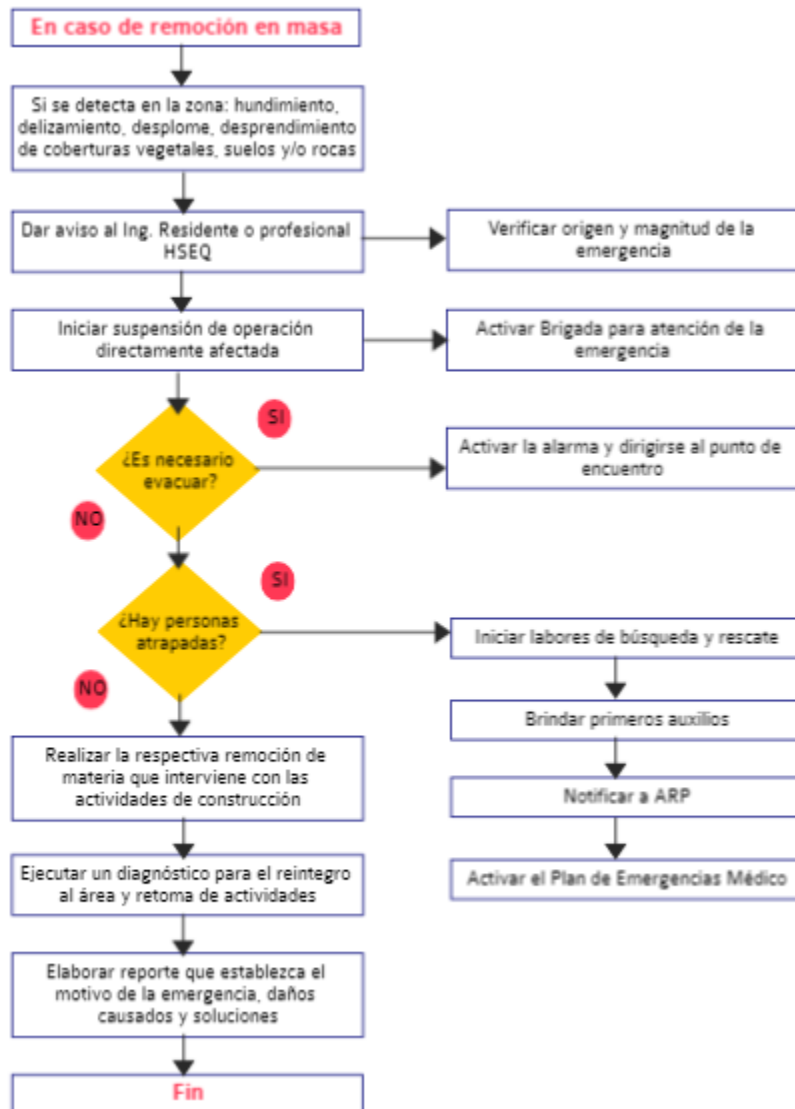 En caso de remoción en masa
Si se detecta en la zona: hundimiento,
delizamiento, desplome, desprendimiento
de coberturas vegetales, suelos y/o rocas
Dar aviso al Ing. Residente o profesional
HSEQ
Verificar origen y magnitud de la
emergencia
Iniciar suspensión de operación
directamente afectada
Activar Brigada para atención de la
emergencia
SI
¿Es necesario
evacuar?
Activar la alarma y dirigirse al punto de
encuentro
NO
SI
¿Hay personas
atrapadas?
Iniciar labores de búsqueda y rescate
NO
Brindar primeros auxilios
Realizar la respectiva remoción de
materia que interviene con las
actividades de construcción
Notificar a ARP
Ejecutar un diagnóstico para el reintegro
al área y retoma de actividades
Activar el Plan de Emergencias Médico
Elaborar reporte que establezca el
motivo de la emergencia, daños
causados y soluciones
Fin